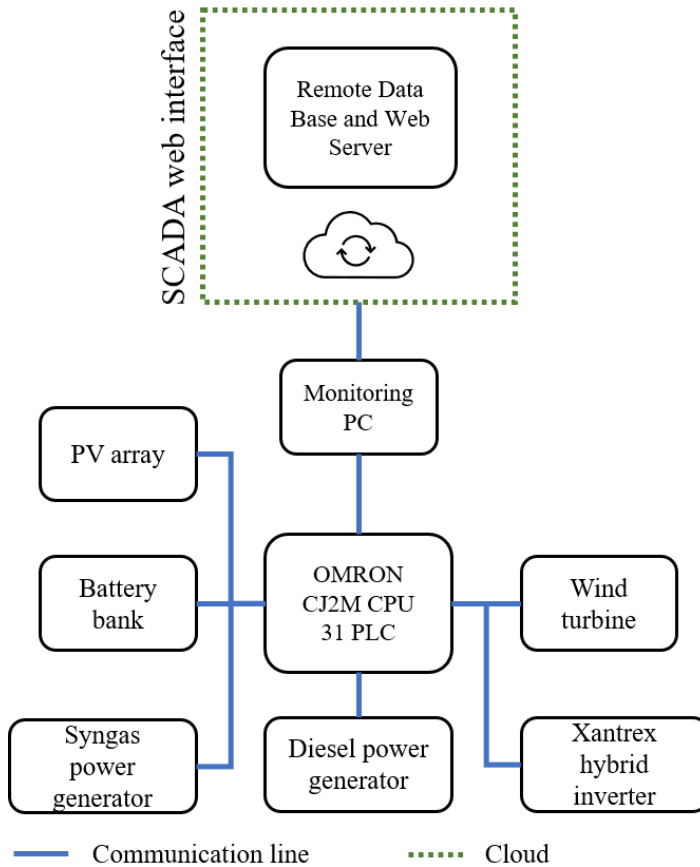 SCADA web interface
Remote Data
Base and Web
Server
Monitoring
PC
PV array
Battery
bank
Syngas
power
generator
OMRON
CJ2M CPU
31 PLC
Diesel power
generator
Wind
turbine
Xantrex
hybrid
inverter
Communication line
Cloud